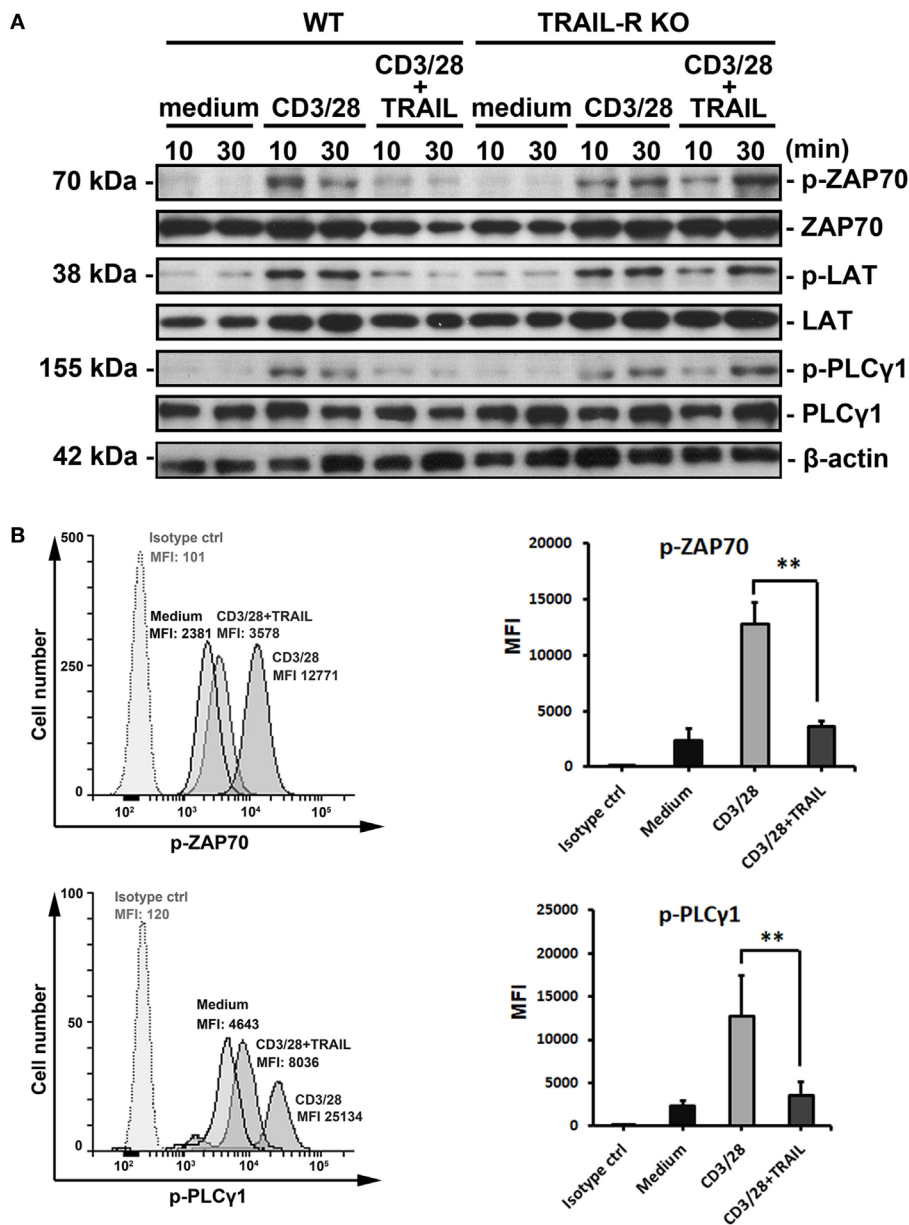 A
WT TRAIL-R KO
medium CD3/28 CD3/28 + TRAIL medium CD3/28 CD3/28 + TRAIL
10 30 10 30 10 30 10 30 10 30 10 30 (min)
70 kDa - - p-ZAP70
- ZAP70
38 kDa - - p-LAT
- LAT
155 kDa - - p-PLCγ1
- PLCγ1
42 kDa - - β-actin
B
500
250
0
Cell number
Isotype ctrl
MFI: 101
Medium
MFI: 2381
CD3/28+TRAIL
MFI: 3578
CD3/28
MFI 12771
10² 10³ 10⁴ 10⁵
p-ZAP70
p-ZAP70
20000
15000
10000
5000
0
MFI
**
Isotype ctrl
Medium
CD3/28
CD3/28+TRAIL
100
50
0
Cell number
Isotype ctrl
MFI: 120
Medium
MFI: 4643
CD3/28+TRAIL
MFI: 8036
CD3/28
MFI 25134
10² 10³ 10⁴ 10⁵
p-PLCγ1
p-PLCγ1
25000
20000
15000
10000
5000
0
MFI
**
Isotype ctrl
Medium
CD3/28
CD3/28+TRAIL